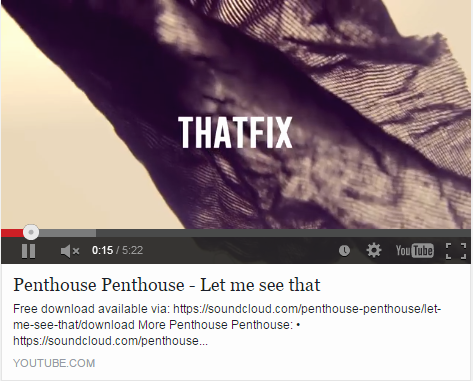 THATFIX
0:15 / 5:22
YouTube
Penthouse Penthouse - Let me see that
Free download available via: https://soundcloud.com/penthouse-penthouse/let-
me-see-that/download More Penthouse Penthouse: •
https://soundcloud.com/penthouse...
YOUTUBE.COM